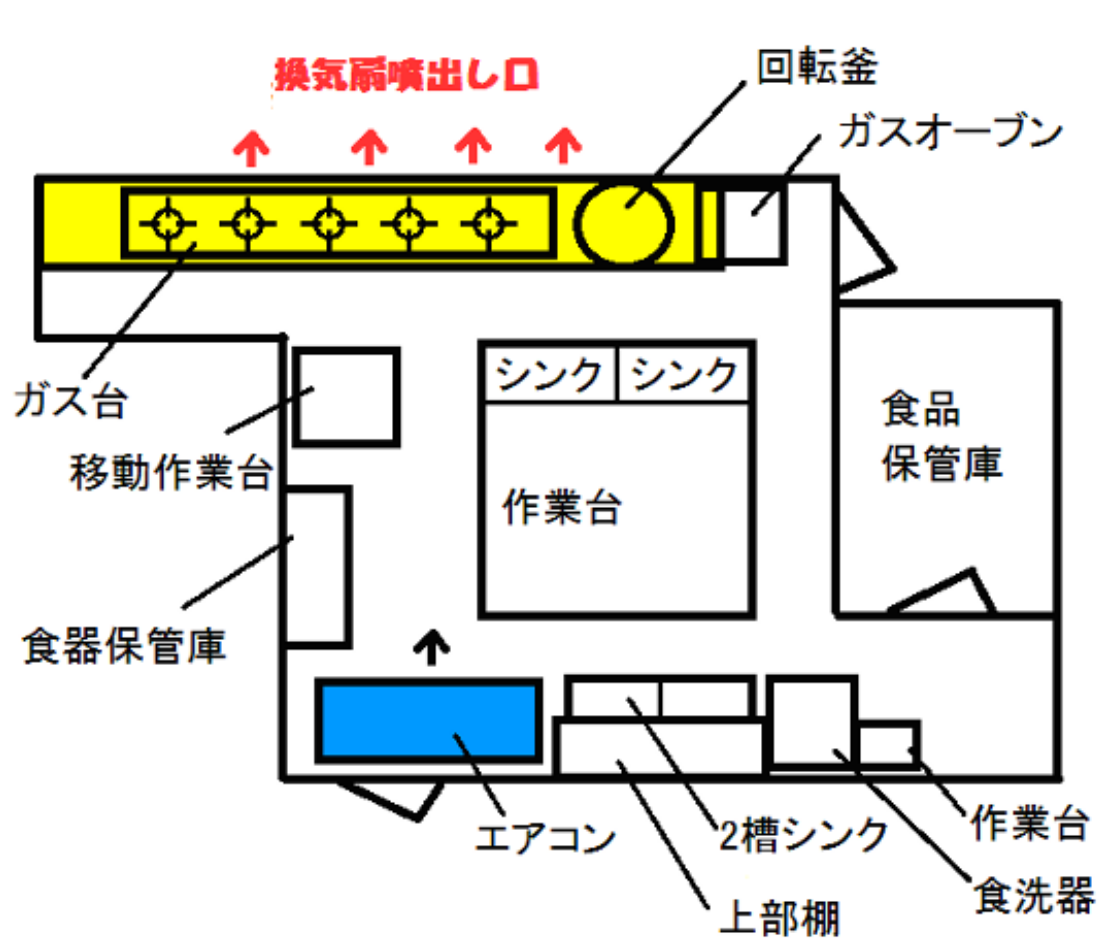 換気扇噴出し口
回転釜
ガスオーブン
シンク
シンク
ガス台
食品
保管庫
移動作業台
作業台
食器保管庫
エアコン
2槽シンク
作業台
食洗器
上部棚